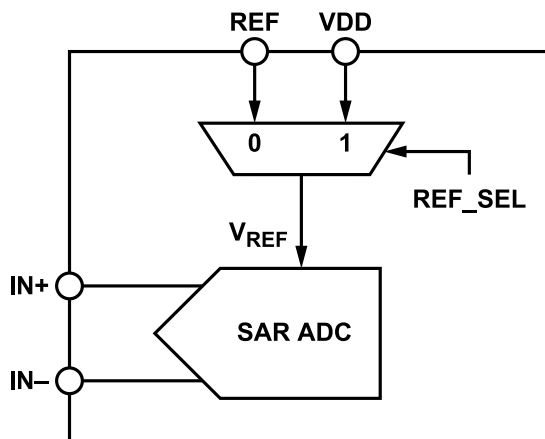 REF VDD
0 1
REF_SEL
VREF
IN+
SAR ADC
IN–